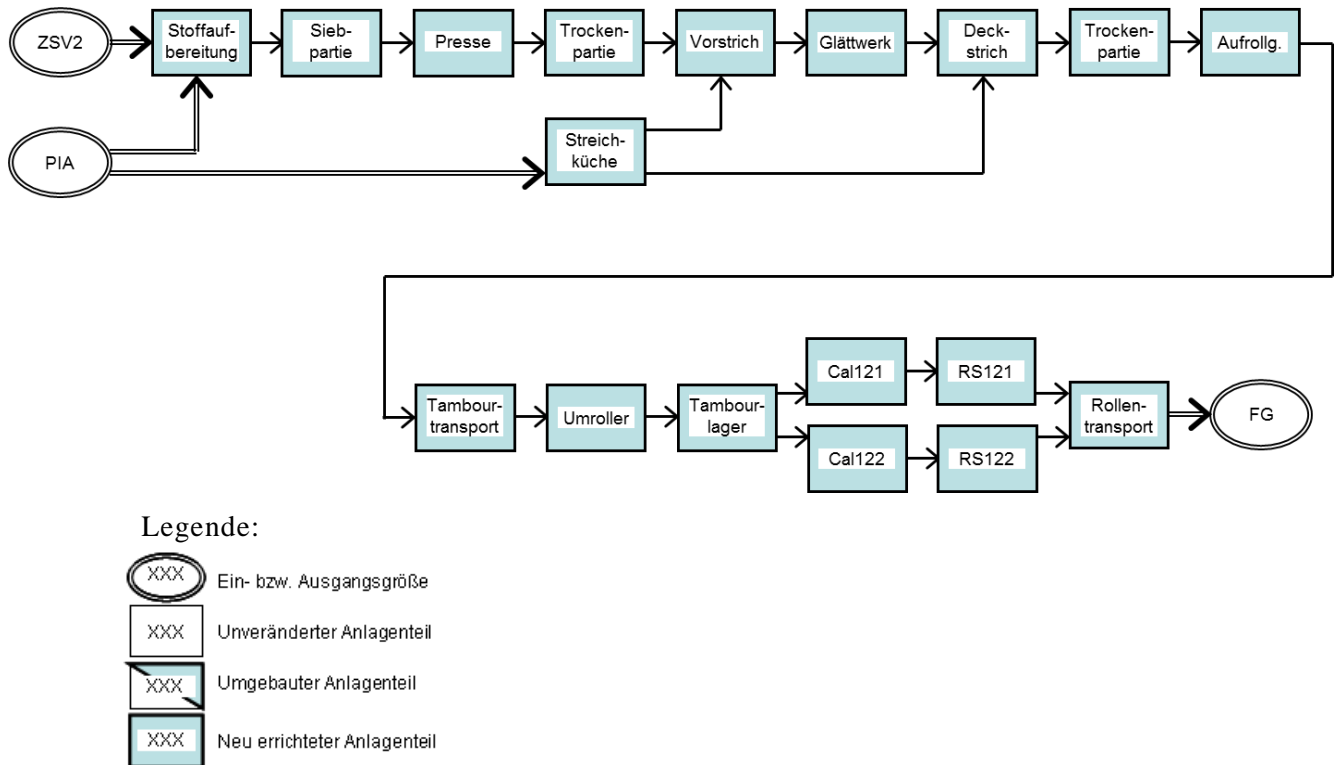 ZSV2
Stoffauf-
bereitung
Sieb-
partie
Presse
Trocken-
partie
Vorstrich
Glättwerk
Deck-
strich
Trocken-
partie
Aufrollg.
PIA
Streich-
küche
Tambour-
transport
Umroller
Tambour-
lager
Cal121
RS121
Cal122
RS122
Rollen-
transport
FG
Legende:
XXX Ein- bzw. Ausgangsgröße
XXX Unveränderter Anlagenteil
XXX Umgebauter Anlagenteil
XXX Neu errichteter Anlagenteil